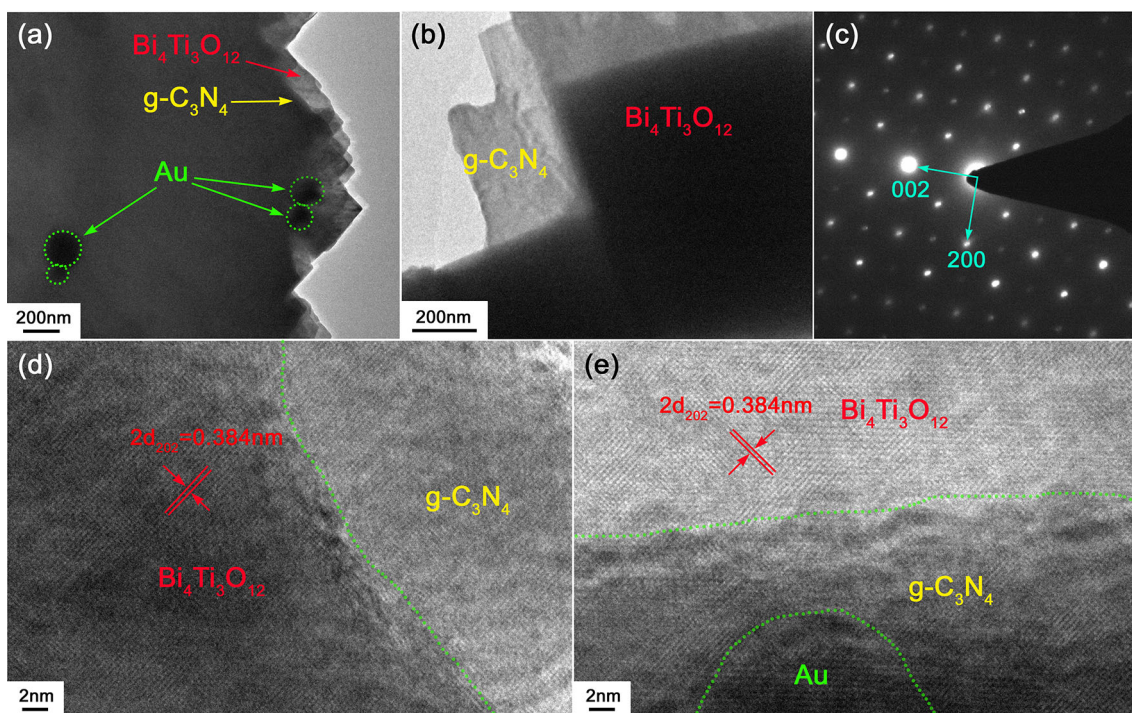 (a)
Bi₄Ti₃O₁₂
g-C₃N₄
Au
200nm
(b)
Bi₄Ti₃O₁₂
g-C₃N₄
200nm
(c)
002
200
(d)
2d₂₀₂=0.384nm
g-C₃N₄
Bi₄Ti₃O₁₂
2nm
(e)
2d₂₀₂=0.384nm
Bi₄Ti₃O₁₂
g-C₃N₄
Au
2nm